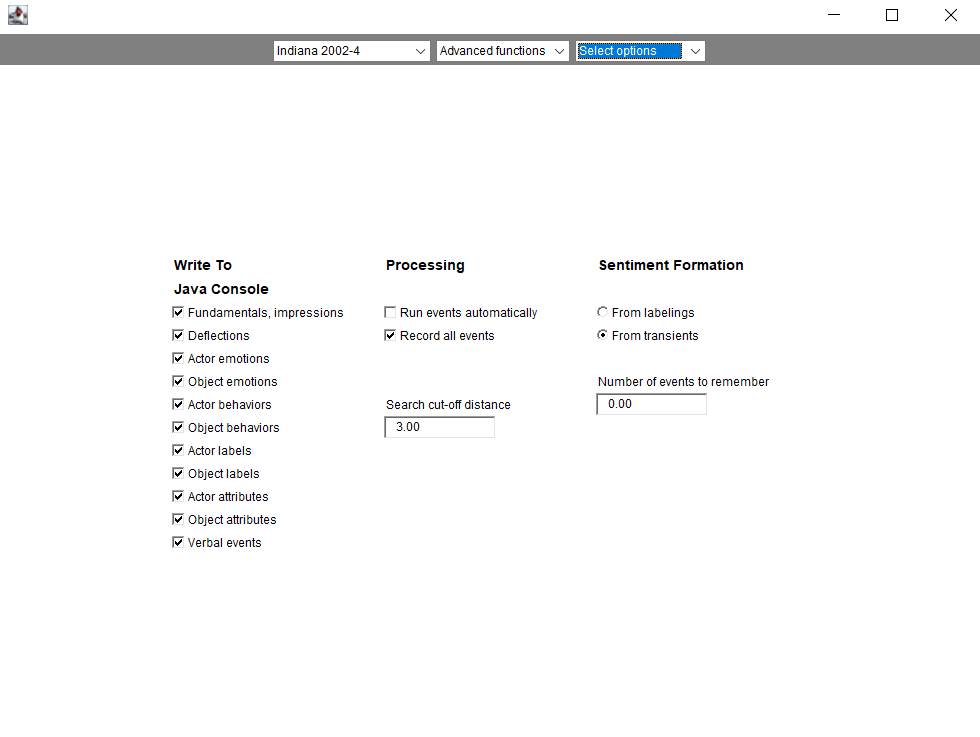 Indiana 2002-4 Advanced functions Select options
Write To
Java Console
Fundamentals, impressions
Deflections
Actor emotions
Object emotions
Actor behaviors
Object behaviors
Actor labels
Object labels
Actor attributes
Object attributes
Verbal events
Processing
Run events automatically
Record all events
Search cut-off distance
3.00
Sentiment Formation
From labelings
From transients
Number of events to remember
0.00